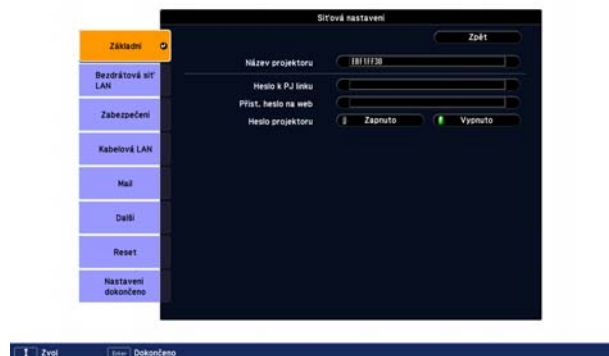 Síťová nastavení
Zpět
Základní
Název projektoru EBF1FF38
Bezdrátová síť
LAN
Heslo k PJ linku
Příst. heslo na web
Zabezpečení
Heslo projektoru Zapnuto Vypnuto
Kabelová LAN
Mail
Další
Reset
Nastavení
dokončeno
Zvol Enter Dokončeno